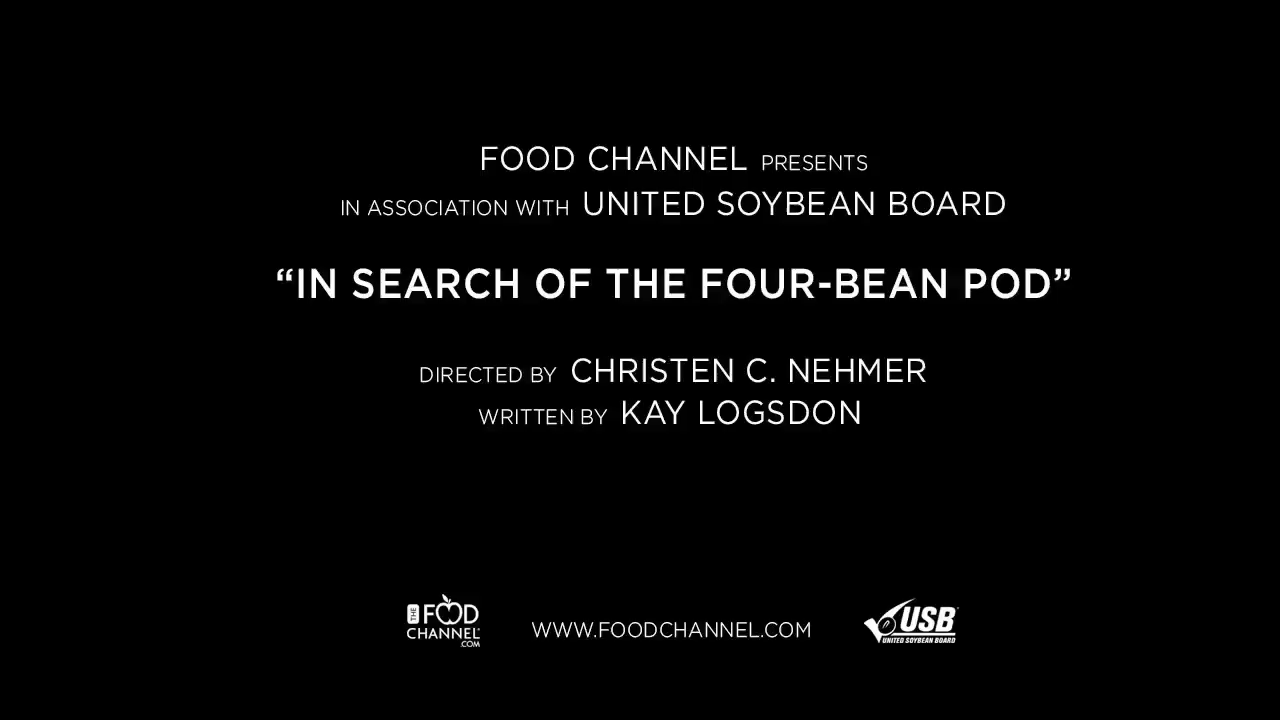 FOOD CHANNEL PRESENTS
IN ASSOCIATION WITH UNITED SOYBEAN BOARD
“IN SEARCH OF THE FOUR-BEAN POD”
DIRECTED BY CHRISTEN C. NEHMER
WRITTEN BY KAY LOGSDON
THE FOOD
CHANNEL
.COM
WWW.FOODCHANNEL.COM
USB
UNITED SOYBEAN BOARD